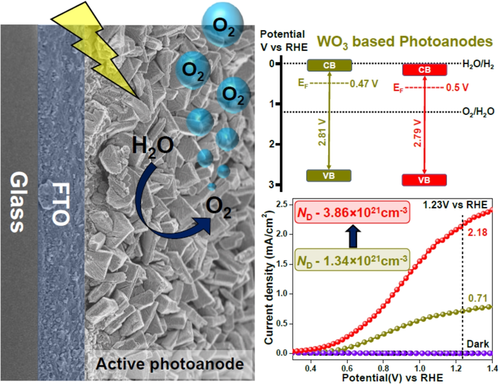 Glass
FTO
O₂
O₂
O₂
O₂
H₂O
O₂
Active photoanode
Potential
V vs RHE
WO₃ based Photoanodes
0
1
2
3
CB
CB
H₂O/H₂
E_F
0.47 V
E_F
0.5 V
O₂/H₂O
2.81 V
2.79 V
VB
VB
2.5
2.0
1.5
1.0
0.5
0.0
Current density (mA/cm²)
N_D - 3.86×10²¹cm⁻³
N_D - 1.34×10²¹cm⁻³
1.23V vs RHE
2.18
0.71
Dark
0.4 0.6 0.8 1.0 1.2 1.4
Potential(V) vs RHE